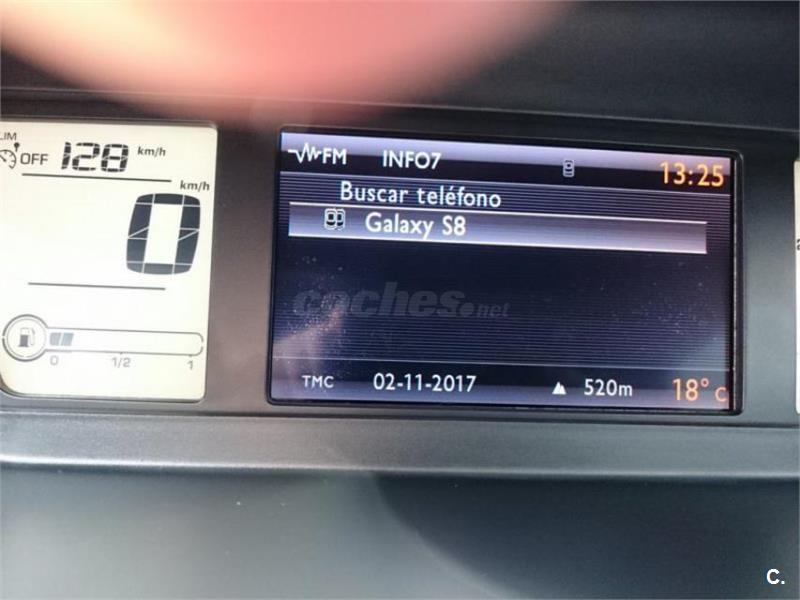 LIM
OFF 128 km/h
km/h
0
0 1/2 1
FM INFO7 13:25
Buscar teléfono
Galaxy S8
coches.net
TMC 02-11-2017 520m 18° C
C.